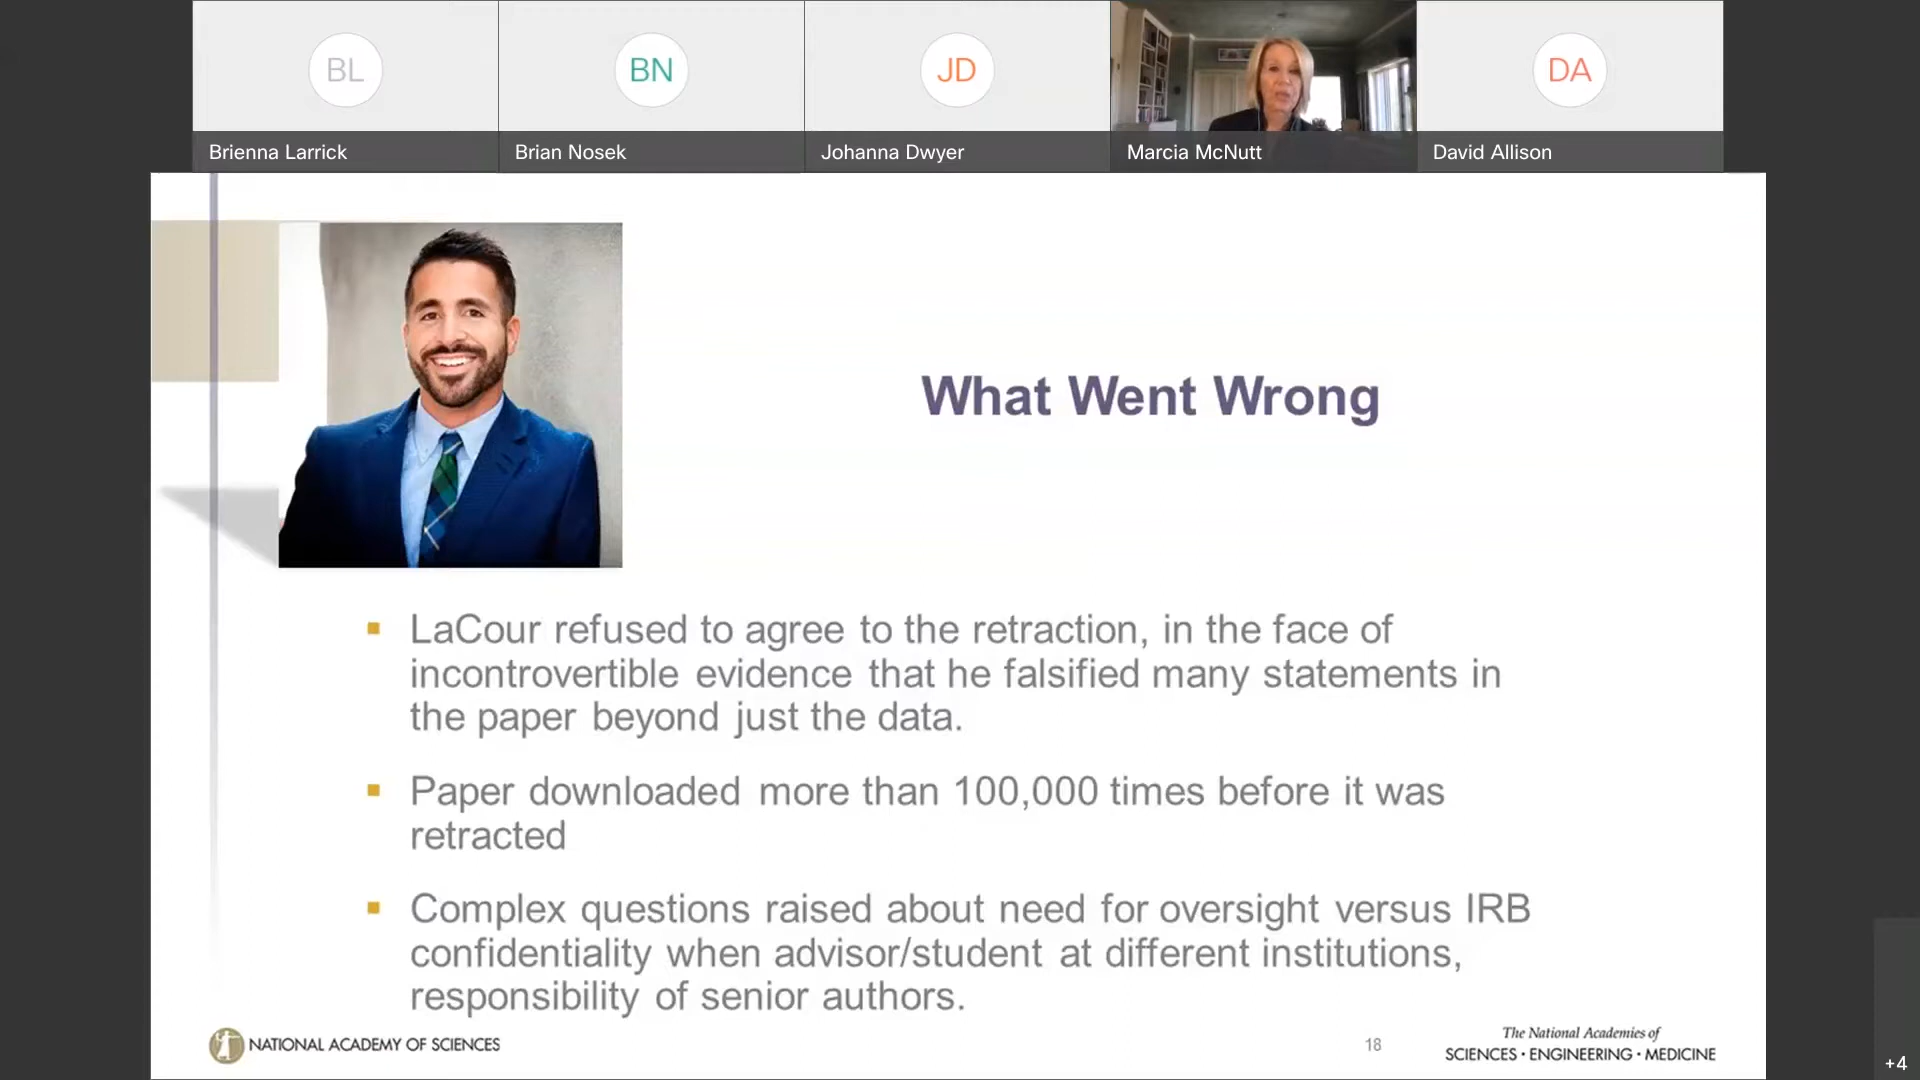 BL
BN
JD
DA
Brienna Larrick
Brian Nosek
Johanna Dwyer
Marcia McNutt
David Allison
What Went Wrong
LaCour refused to agree to the retraction, in the face of
incontrovertible evidence that he falsified many statements in
the paper beyond just the data.
Paper downloaded more than 100,000 times before it was
retracted
Complex questions raised about need for oversight versus IRB
confidentiality when advisor/student at different institutions,
responsibility of senior authors.
NATIONAL ACADEMY OF SCIENCES
18
The National Academies of
SCIENCES • ENGINEERING • MEDICINE
+4